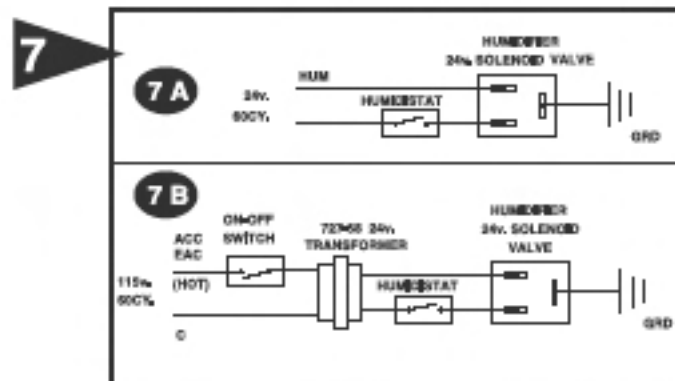 7
7 A
HUMIDIFIER
24v. SOLENOID VALVE
HUM
24v.
60CY.
HUMIDISTAT
GRD
7 B
ON-OFF
SWITCH
727-65 24v.
TRANSFORMER
HUMIDIFIER
24v. SOLENOID
VALVE
ACC
EAC
115v.
60CY.
(HOT)
HUMIDISTAT
GRD
C